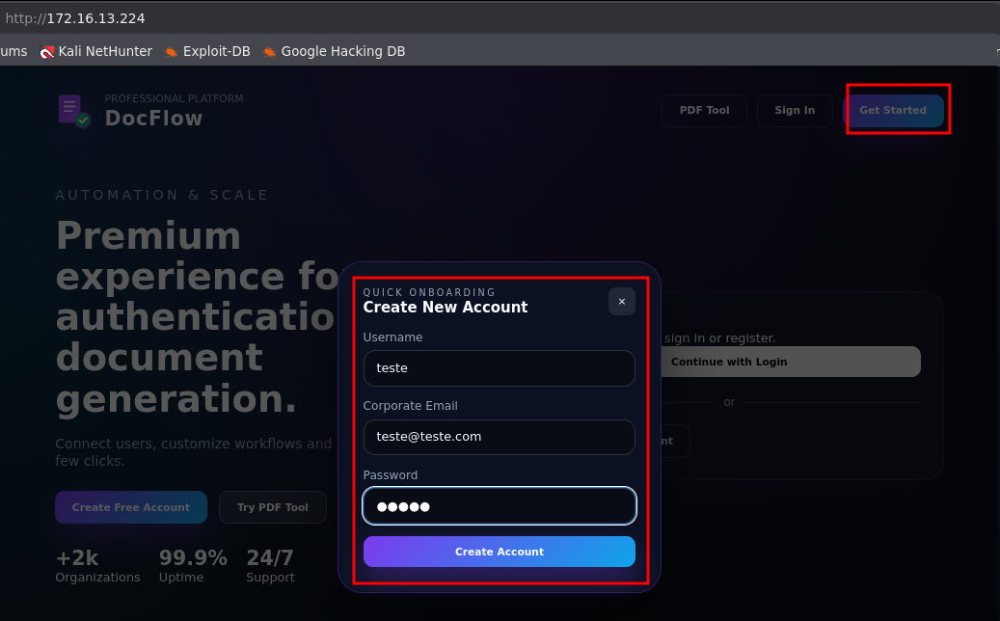 http://172.16.13.224
ums Kali NetHunter Exploit-DB Google Hacking DB
PROFESSIONAL PLATFORM
DocFlow
PDF Tool
Sign In
Get Started
AUTOMATION & SCALE
Premium
experience fo
authenticatio
document
generation.
Connect users, customize workflows and
few clicks.
Create Free Account
Try PDF Tool
+2k
Organizations
99.9%
Uptime
24/7
Support
QUICK ONBOARDING
Create New Account
×
Username
teste
Corporate Email
teste@teste.com
Password
●●●●●
Create Account
sign in or register.
Continue with Login
or
nt